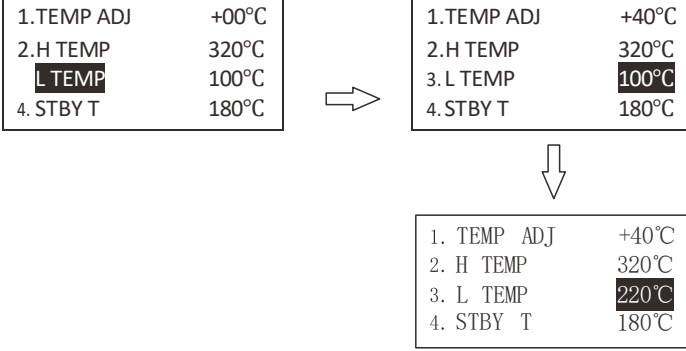 1.TEMP ADJ +00℃
2.H TEMP 320℃
L TEMP 100℃
4. STBY T 180℃
1.TEMP ADJ +40℃
2.H TEMP 320℃
3. L TEMP 100℃
4. STBY T 180℃
1. TEMP ADJ +40℃
2. H TEMP 320℃
3. L TEMP 220℃
4. STBY T 180℃